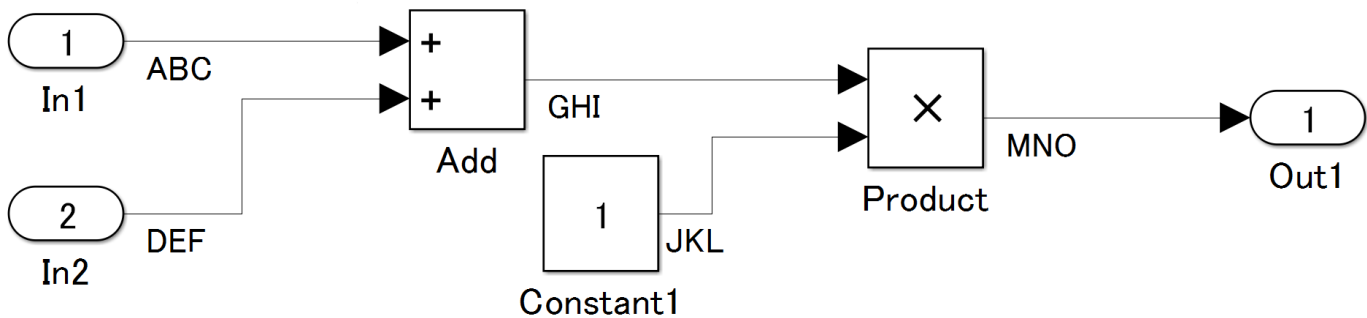 1
ABC
In1
+
+
Add
GHI
2
DEF
In2
1
JKL
Constant1
×
Product
MNO
1
Out1